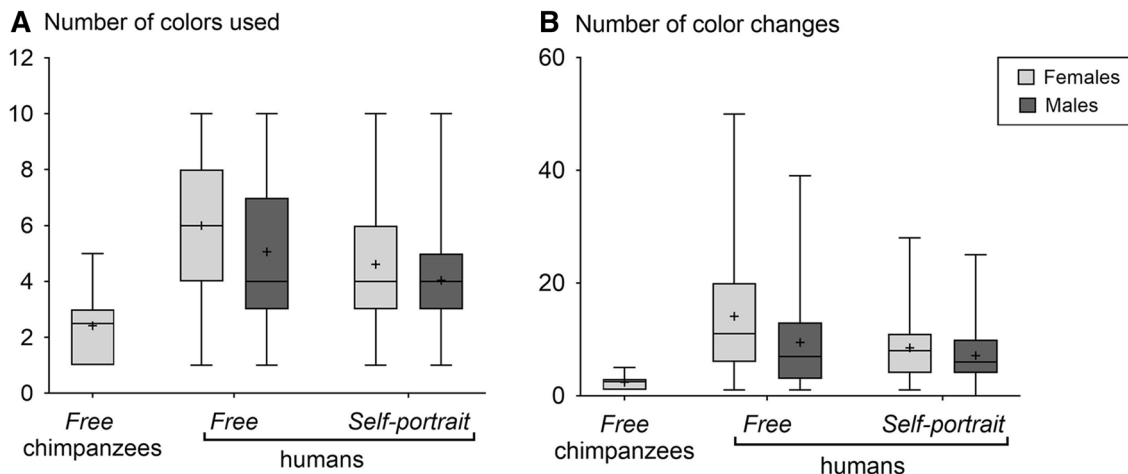 A Number of colors used
12
10
8
6
4
2
0
Free
chimpanzees
Free
Self-portrait
humans
B Number of color changes
60
40
20
0
Females
Males
Free
chimpanzees
Free
Self-portrait
humans